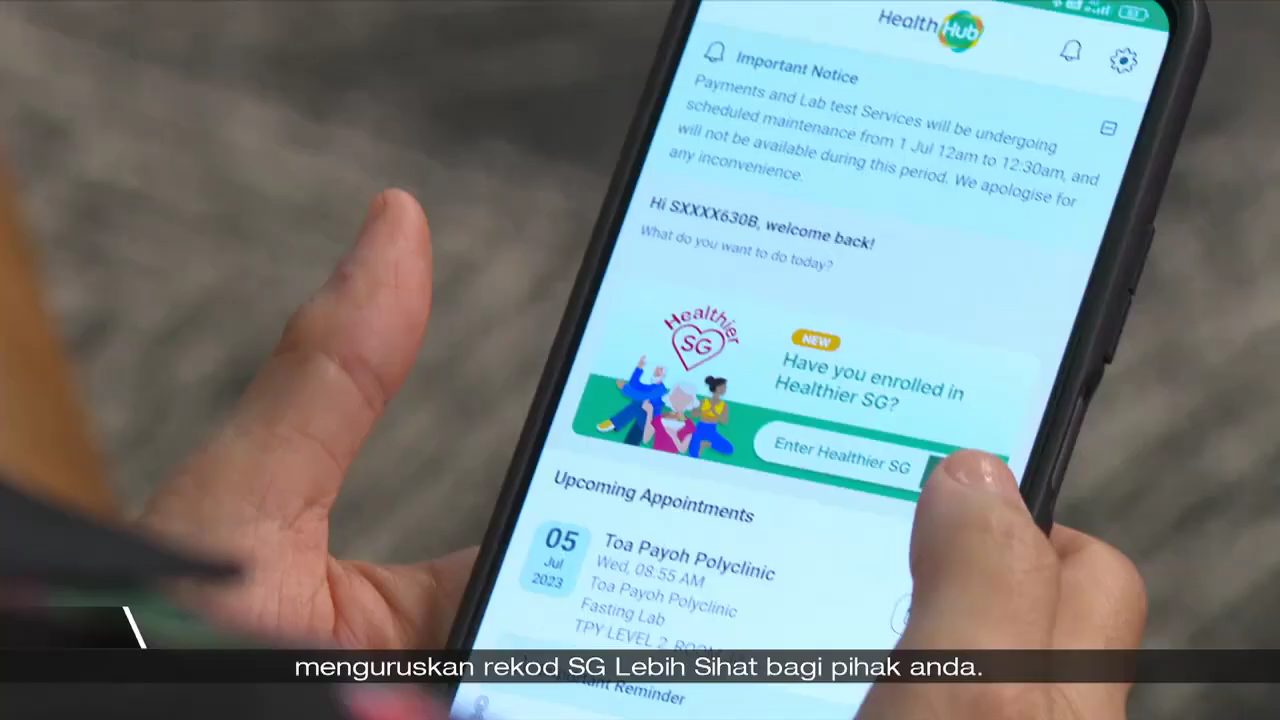 HealthHub
Important Notice
Payments and Lab test Services will be undergoing
scheduled maintenance from 1 Jul 12am to 12:30am, and
will not be available during this period. We apologise for
any inconvenience.
Hi SXXXX630B, welcome back!
What do you want to do today?
Healthier
SG
NEW
Have you enrolled in
Healthier SG?
Enter Healthier SG
Upcoming Appointments
05
Jul
2023
Toa Payoh Polyclinic
Wed, 08:55 AM
Toa Payoh Polyclinic
Fasting Lab
TPY LEVEL 2
menguruskan rekod SG Lebih Sihat bagi pihak anda.
Reminder